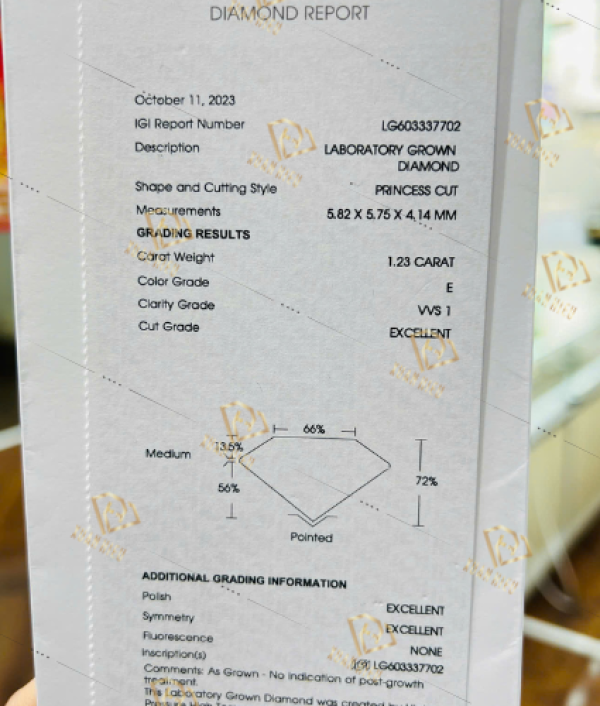 DIAMOND REPORT
October 11, 2023
IGI Report Number LG603337702
Description LABORATORY GROWN
DIAMOND
Shape and Cutting Style PRINCESS CUT
Measurements 5.82 X 5.75 X 4.14 MM
GRADING RESULTS
Carat Weight 1.23 CARAT
Color Grade E
Clarity Grade VVS 1
Cut Grade EXCELLENT
66%
13.5%
Medium
72%
56%
Pointed
ADDITIONAL GRADING INFORMATION
Polish EXCELLENT
Symmetry EXCELLENT
Fluorescence NONE
Inscription(s) LG603337702
Comments: As Grown - No indication of post-growth
treatment.
This Laboratory Grown Diamond was created by